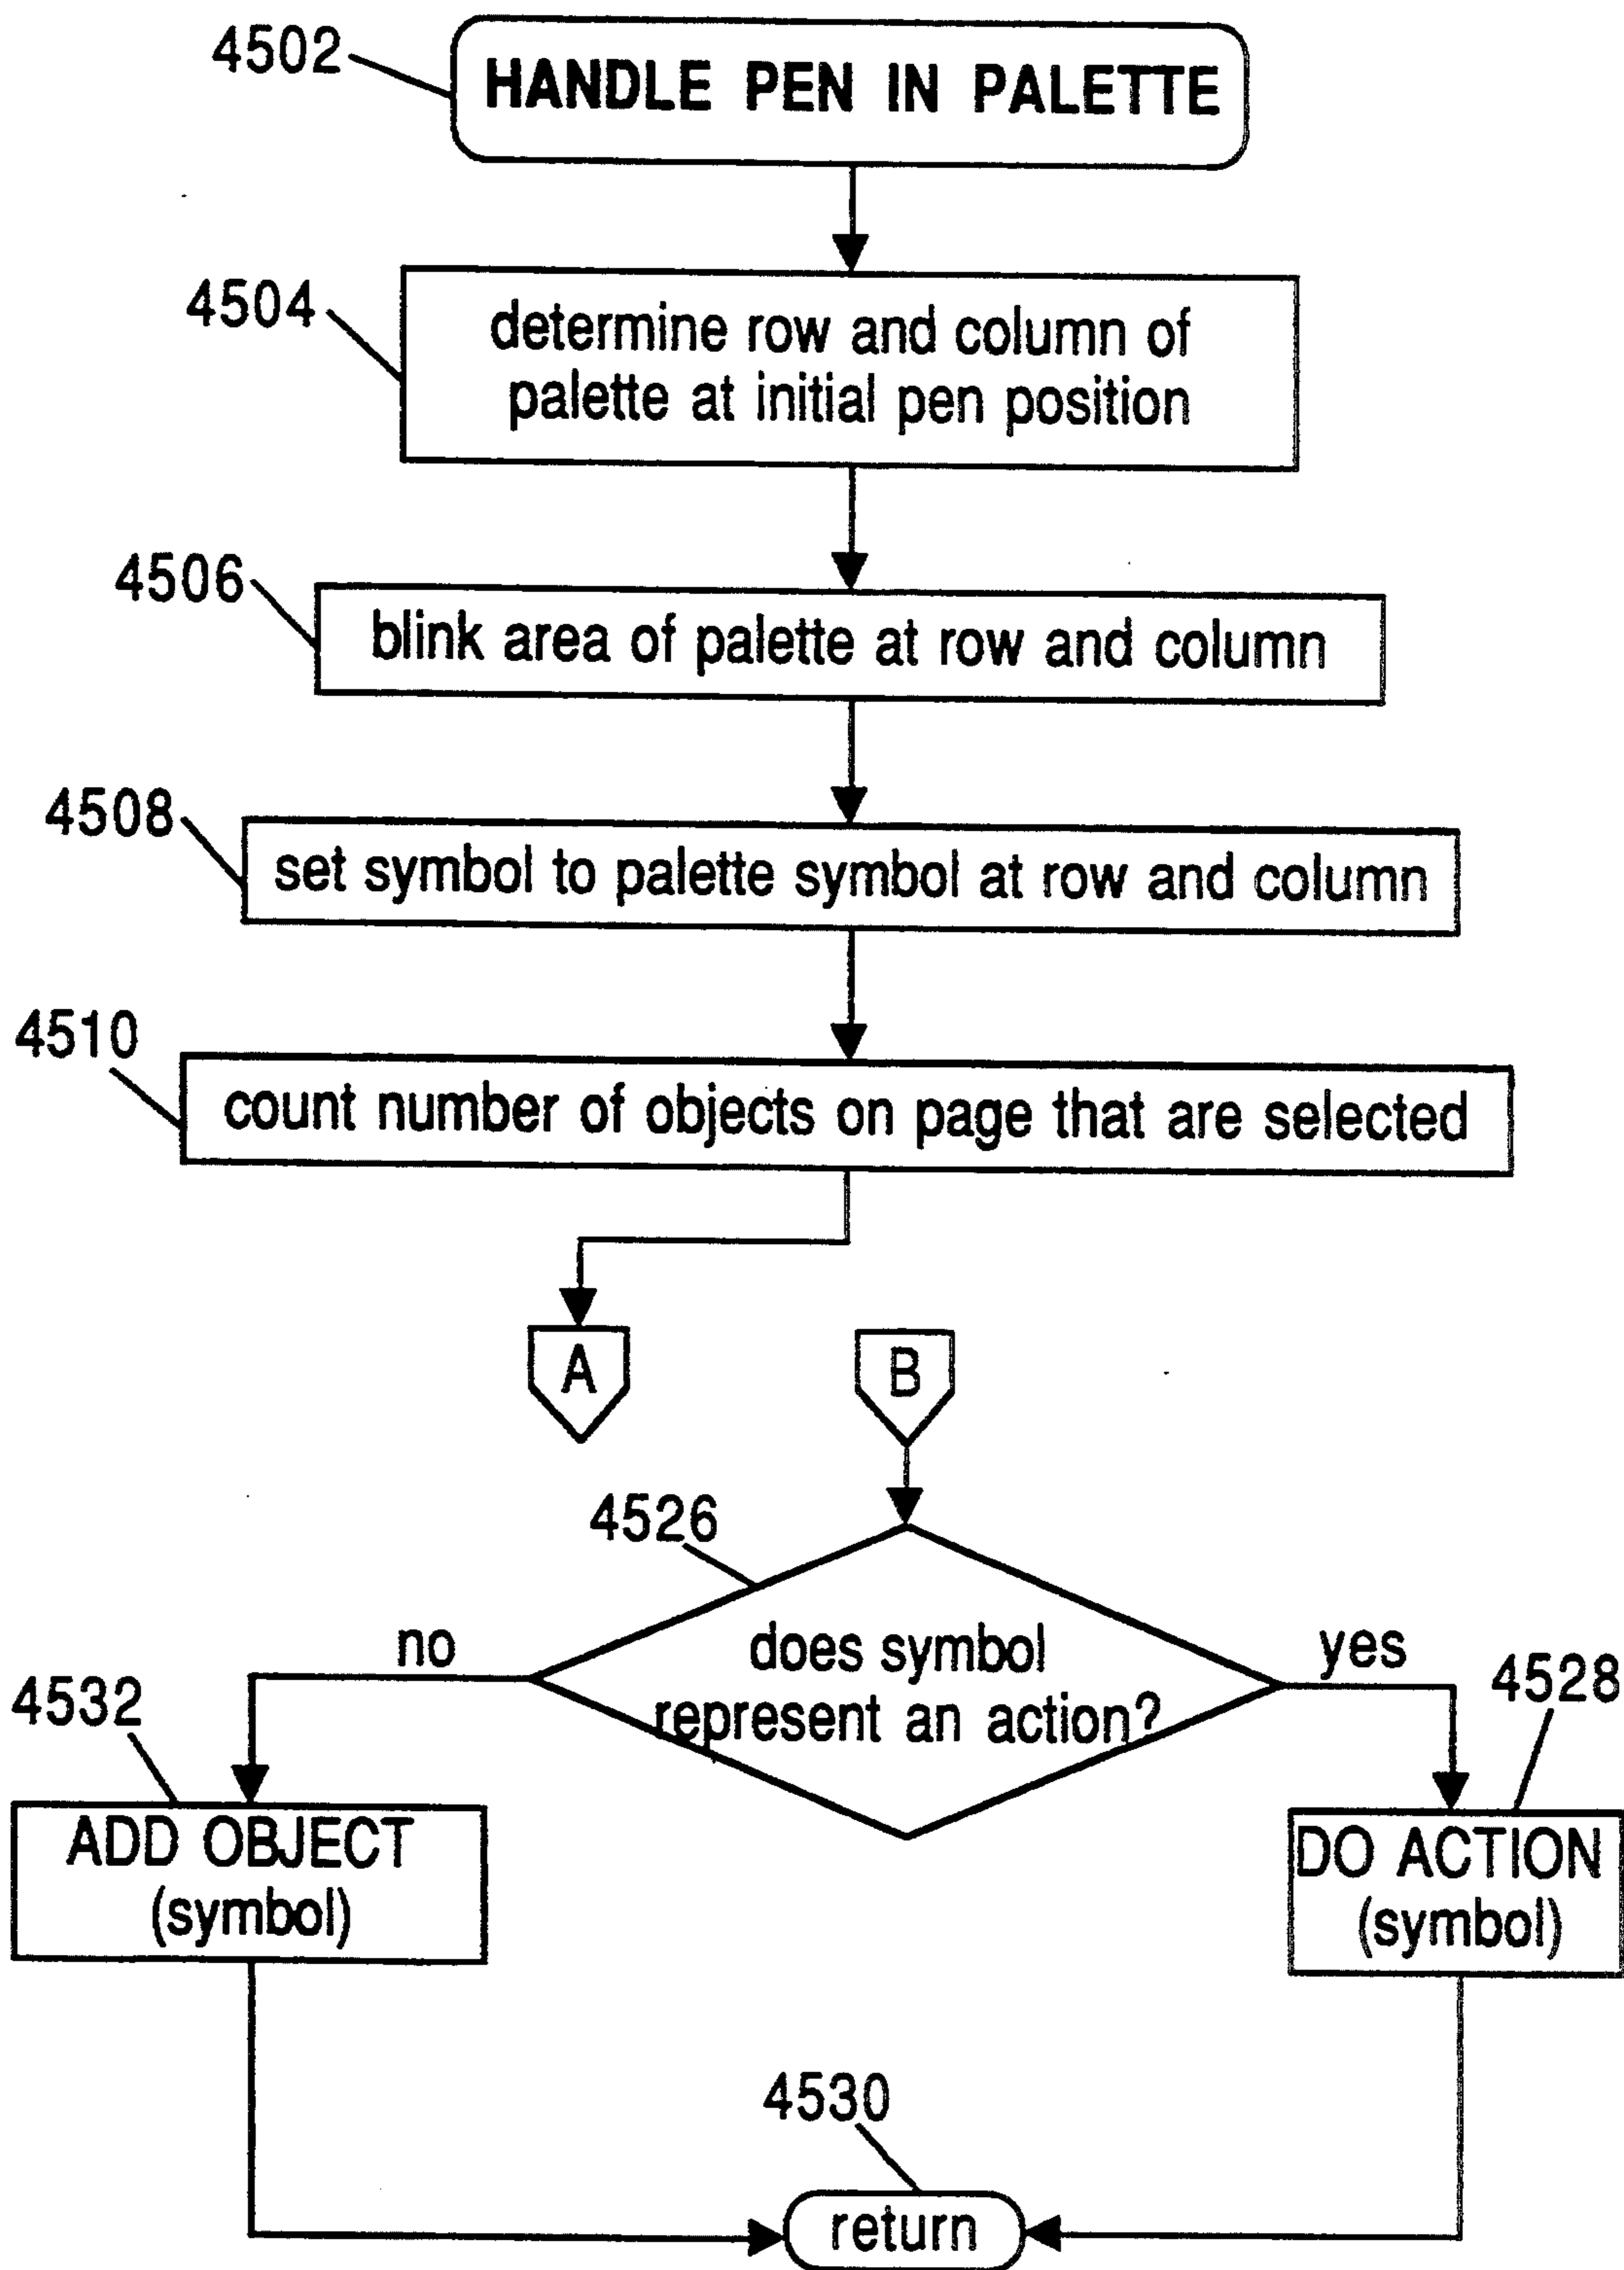 4502
HANDLE PEN IN PALETTE
4504
determine row and column of
palette at initial pen position
4506
blink area of palette at row and column
4508
set symbol to palette symbol at row and column
4510
count number of objects on page that are selected
A
B
4526
does symbol
represent an action?
no
yes
4532
ADD OBJECT
(symbol)
4528
DO ACTION
(symbol)
4530
return